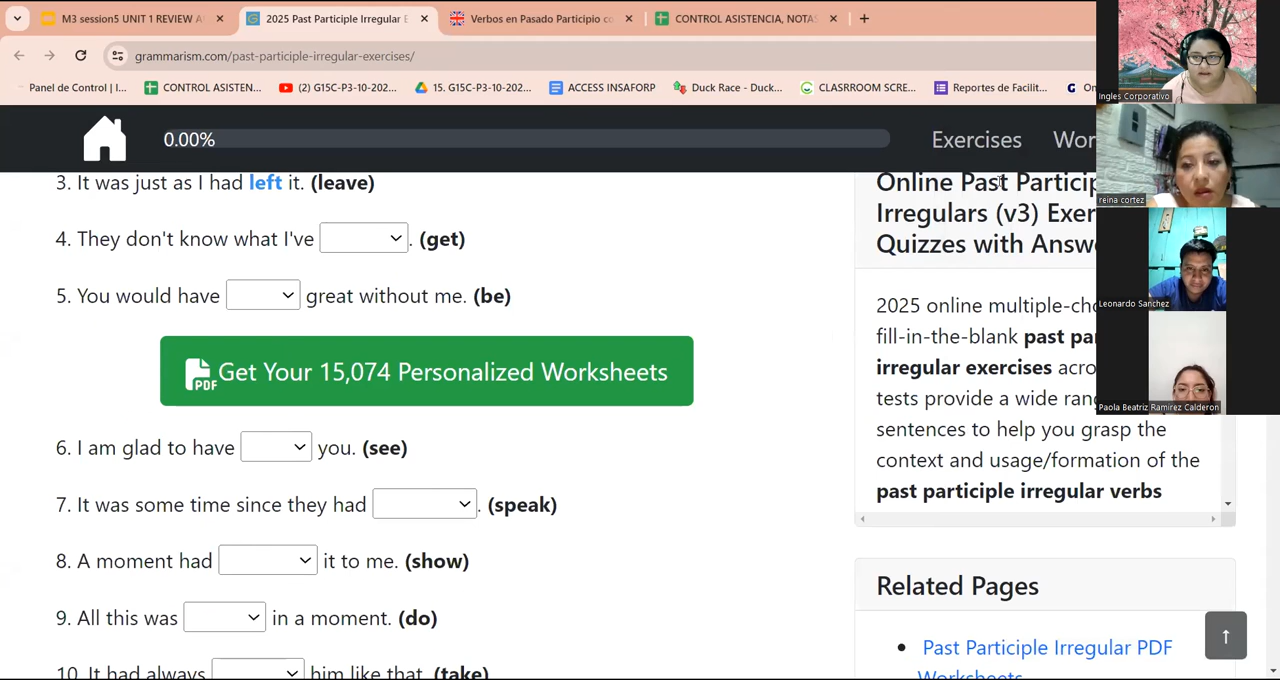 M3 session5 UNIT 1 REVIEW A
2025 Past Participle Irregular E
Verbos en Pasado Participio co
CONTROL ASISTENCIA, NOTAS
grammarism.com/past-participle-irregular-exercises/
Panel de Control | I...
CONTROL ASISTEN...
(2) G15C-P3-10-202...
15. G15C-P3-10-202...
ACCESS INSAFORP
Duck Race - Duck...
CLASRROOM SCRE...
Reportes de Facilit...
On
0.00%
Exercises
Wor
3. It was just as I had left it. (leave)
4. They don't know what I've . (get)
5. You would have great without me. (be)
PDF
Get Your 15,074 Personalized Worksheets
6. I am glad to have you. (see)
7. It was some time since they had . (speak)
8. A moment had it to me. (show)
9. All this was in a moment. (do)
10. It had always him like that. (take)
Online Past Particip
Irregulars (v3) Exer
Quizzes with Answ
2025 online multiple-cho
fill-in-the-blank past pa
irregular exercises acro
tests provide a wide ran
sentences to help you grasp the
context and usage/formation of the
past participle irregular verbs
Related Pages
Past Participle Irregular PDF
Worksheets
Ingles Corporativo
reina cortez
Leonardo Sanchez
Paola Beatriz Ramirez Calderon